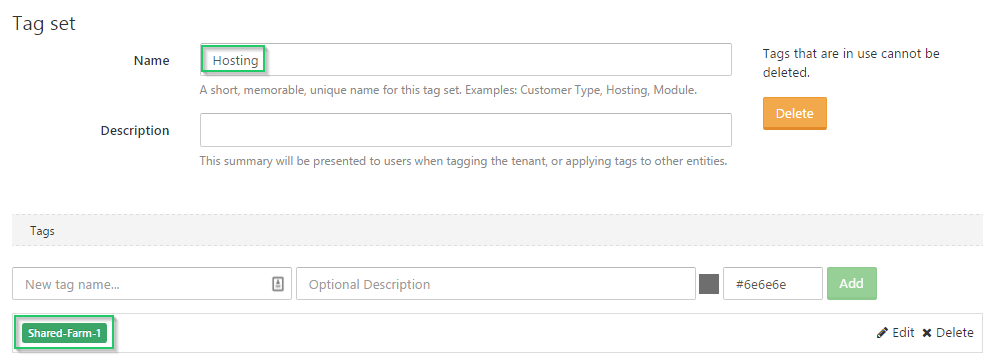 Tag set
Name
Hosting
A short, memorable, unique name for this tag set. Examples: Customer Type, Hosting, Module.
Tags that are in use cannot be
deleted.
Delete
Description
This summary will be presented to users when tagging the tenant, or applying tags to other entities.
Tags
New tag name... Optional Description #6e6e6e Add
Shared-Farm-1 Edit Delete